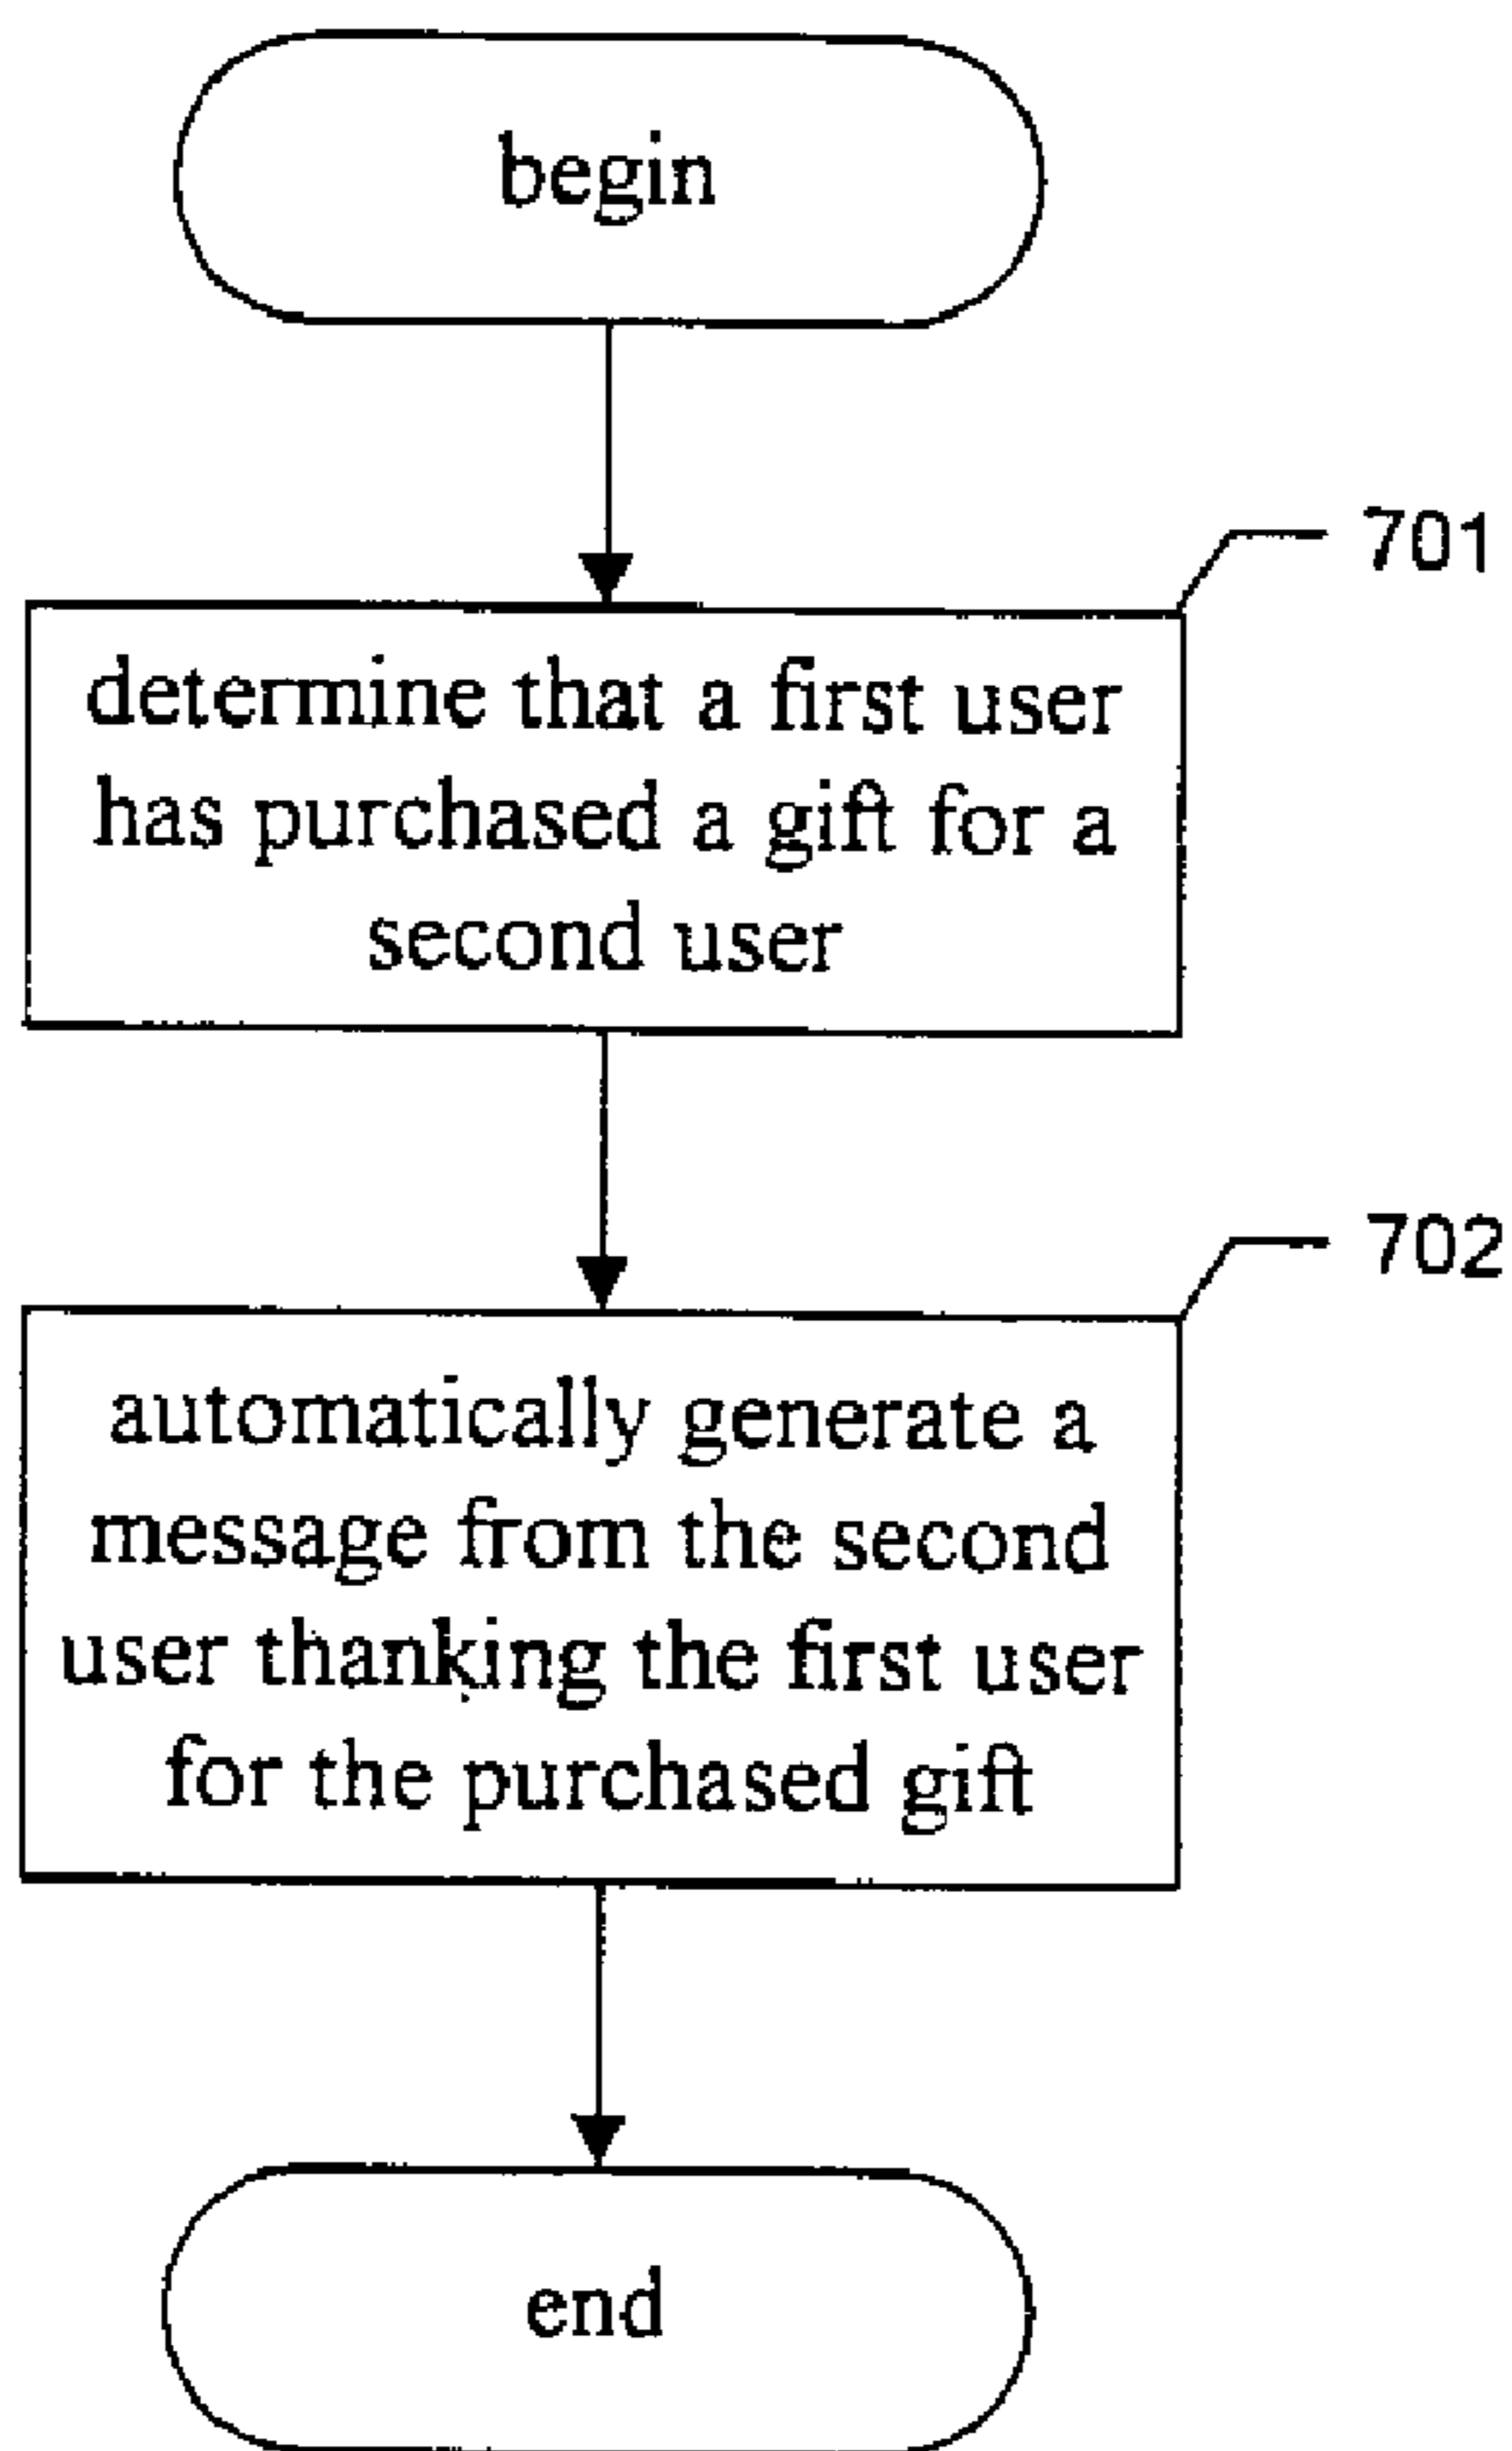 begin
701
determine that a first user
has purchased a gift for a
second user
702
automatically generate a
message from the second
user thanking the first user
for the purchased gift
end